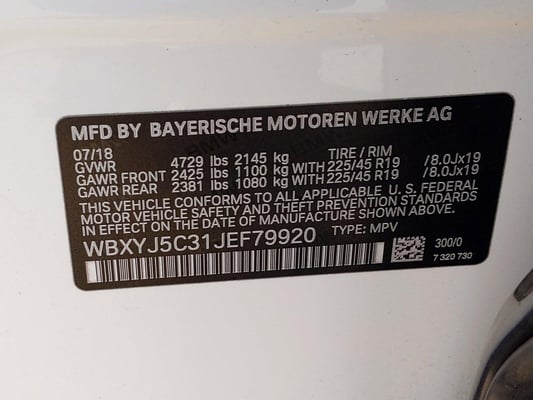 MFD BY BAYERISCHE MOTOREN WERKE AG
07/18 TIRE / RIM
GVWR 4729 lbs 2145 kg
GAWR FRONT 2425 lbs 1100 kg WITH 225/45 R19 /8.0Jx19
GAWR REAR 2381 lbs 1080 kg WITH 225/45 R19 /8.0Jx19
THIS VEHICLE CONFORMS TO ALL APPLICABLE U.S. FEDERAL
MOTOR VEHICLE SAFETY, BUMPER, AND THEFT PREVENTION
STANDARDS IN EFFECT ON THE DATE OF MANUFACTURE SHOWN ABOVE.
WBXYJ5C31JEF79920 TYPE: MPV
300/0
7 320 730